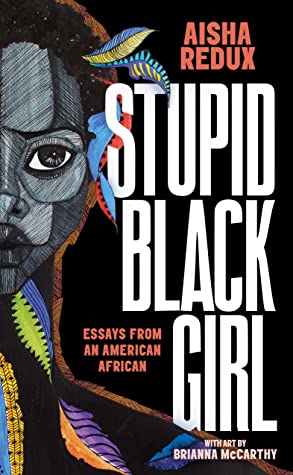 AISHA
REDUX
STUPID
BLACK
GIRL
ESSAYS FROM
AN AMERICAN
AFRICAN
WITH ART BY
BRIANNA McCARTHY